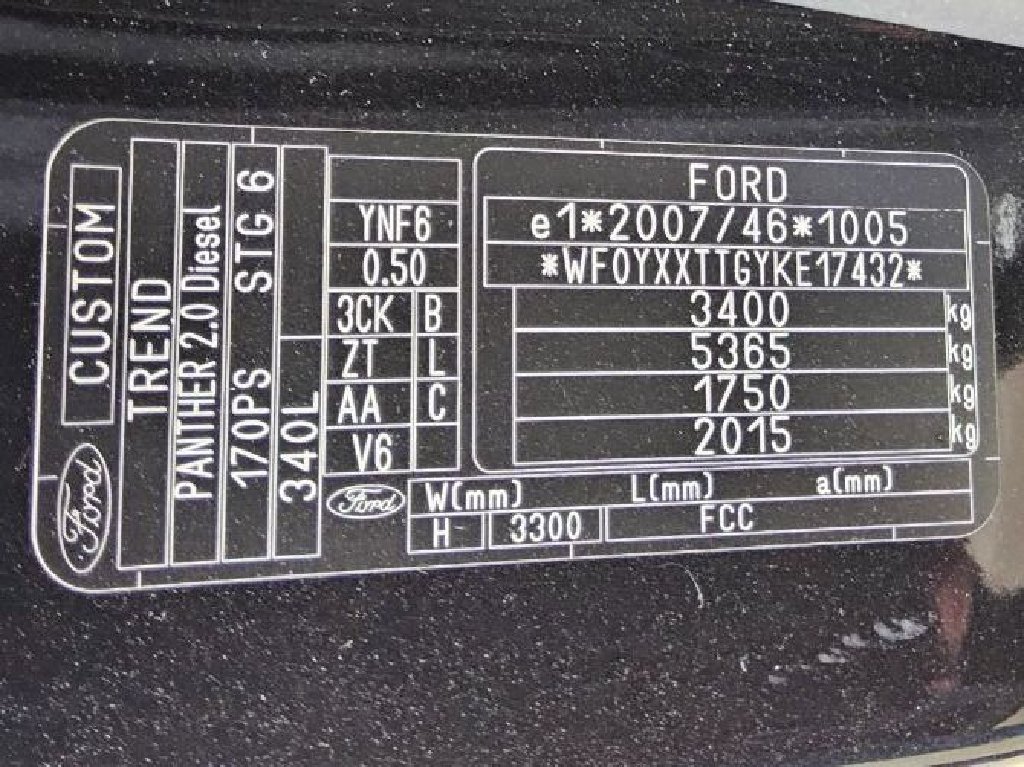 CUSTOM
Ford
TREND
PANTHER 2.0 Diesel
170PS STG 6
340L
YNF6
0.50
3CK B
ZT L
AA C
V6
Ford
FORD
e1*2007/46*1005
*WF0YXXTTGYKE17432*
3400 kg
5365 kg
1750 kg
2015 kg
W(mm) L(mm) a(mm)
H 3300 FCC